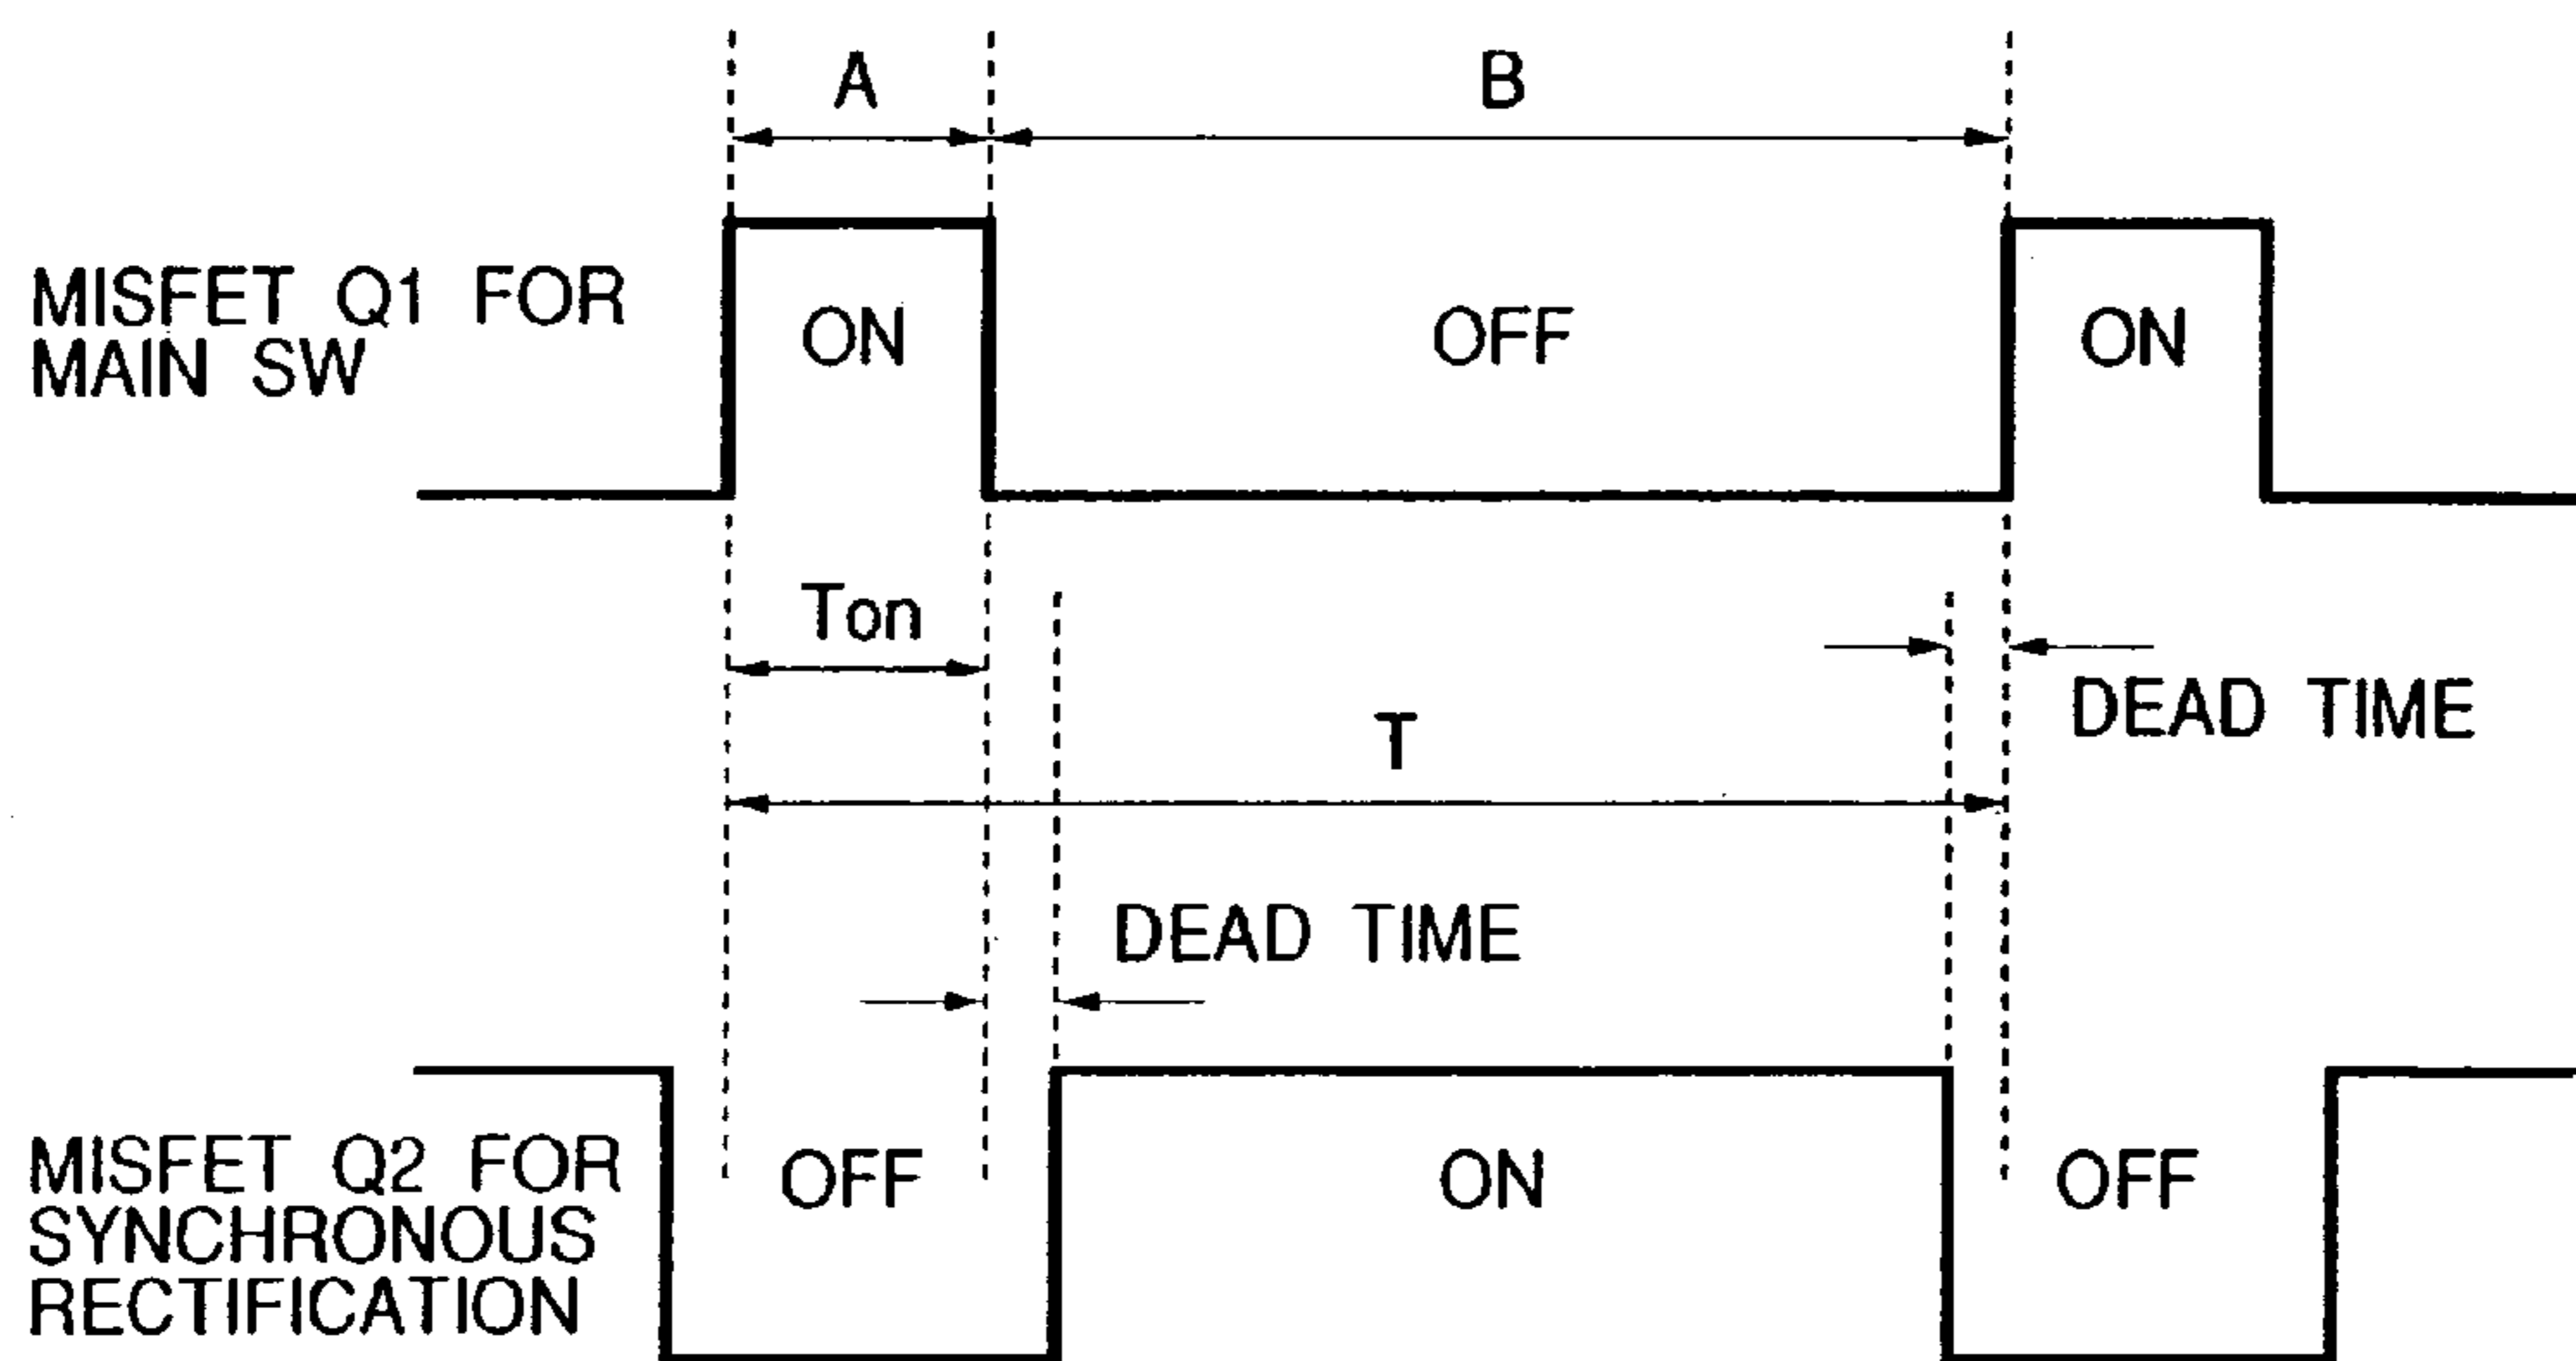 A
B
MISFET Q1 FOR
MAIN SW
ON
OFF
ON
Ton
T
DEAD TIME
DEAD TIME
MISFET Q2 FOR
SYNCHRONOUS
RECTIFICATION
OFF
ON
OFF